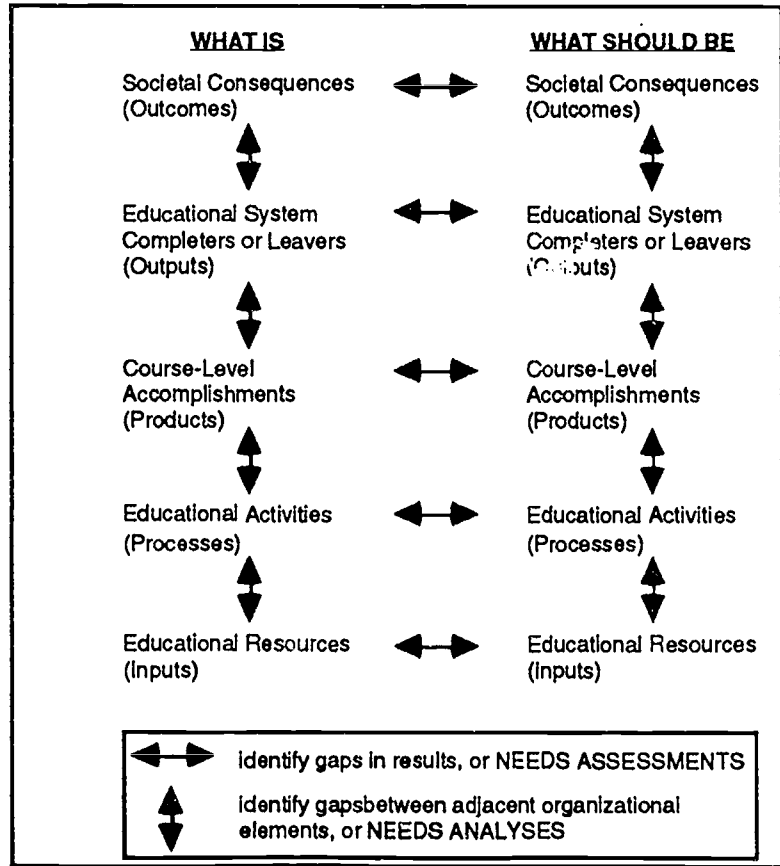 WHAT IS
WHAT SHOULD BE
Societal Consequences
(Outcomes)
Societal Consequences
(Outcomes)
Educational System
Completers or Leavers
(Outputs)
Educational System
Completers or Leavers
Course-Level
Accomplishments
(Products)
Course-Level
Accomplishments
(Products)
Educational Activities
(Processes)
Educational Activities
(Processes)
Educational Resources
(Inputs)
Educational Resources
(Inputs)
identify gaps in results, or NEEDS ASSESSMENTS
identify gapsbetween adjacent organizational
elements, or NEEDS ANALYSES